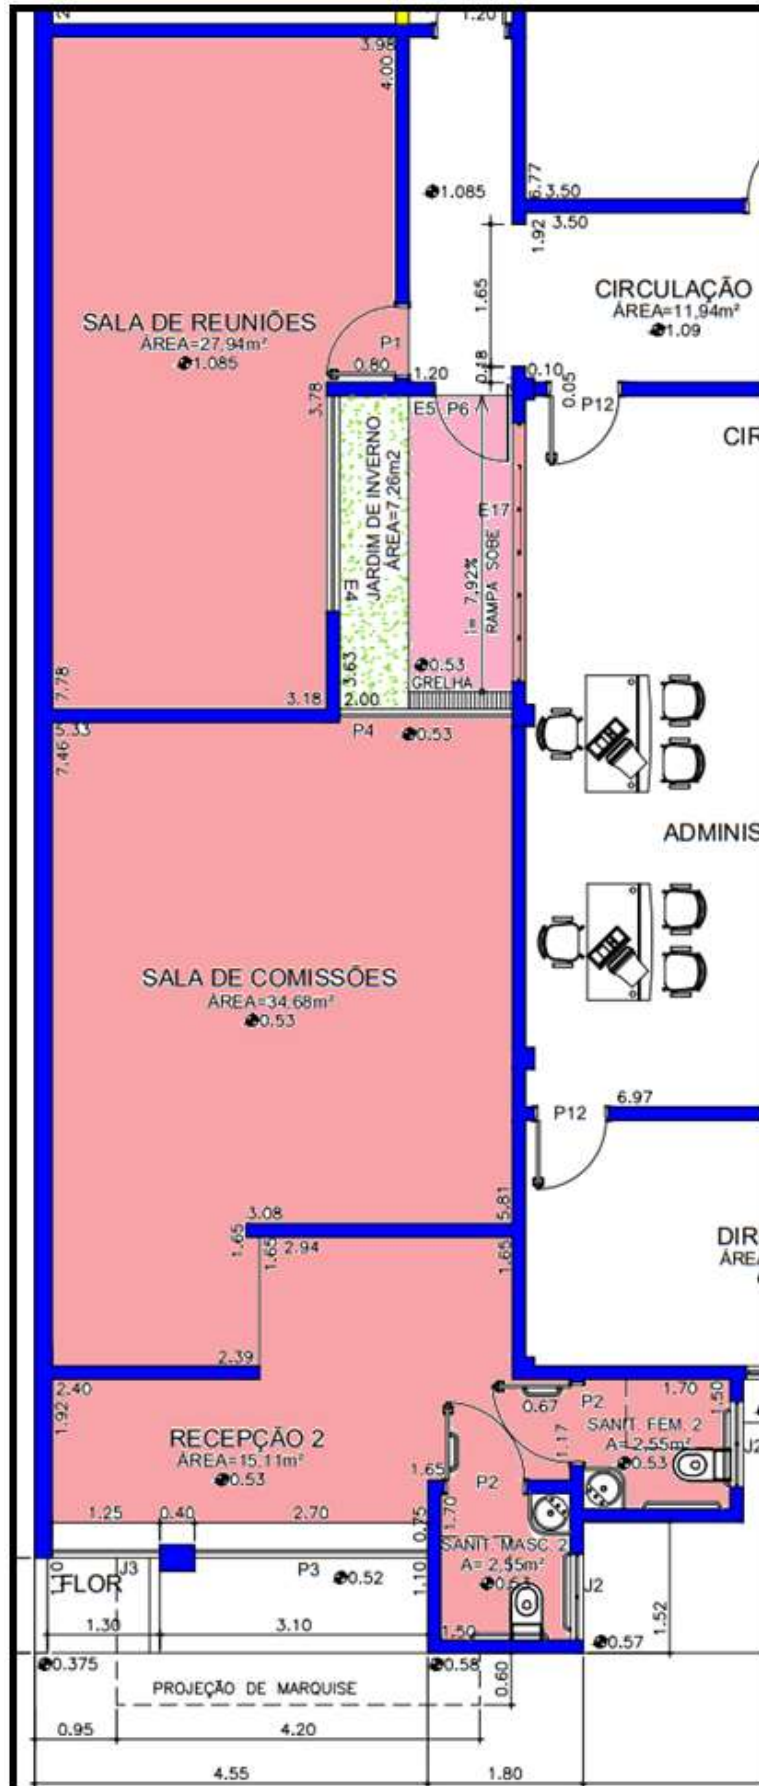 1.20
3.98
4.00
1.085
6.77
3.50
3.50
1.92
1.65
CIRCULAÇÃO
ÁREA=11,94m²
1.09
SALA DE REUNIÕES
ÁREA=27,94m²
1.085
P1
0.80
1.20
0.18
0.10
0.05
3.78
E5 P6
P12
CIR
JARDIM DE INVERNO
ÁREA=7,26m2
E17
i= 7,92%
RAMPA SOBE
E4
3.63
0.53
GRELHA
7.78
3.18
2.00
5.33
7.46
P4
0.53
ADMINIS
SALA DE COMISSÕES
ÁREA=34,68m²
0.53
6.97
P12
5.81
3.08
1.65
1.65
2.94
1.65
DIR
ÁRE
2.39
2.40
1.92
RECEPÇÃO 2
ÁREA=15.11m²
0.53
0.67
P2
1.70
1.50
SANIT. FEM. 2
A= 2,55m²
0.53
J2
1.17
1.65
P2
1.70
1.25
0.40
2.70
0.75
SANIT. MASC. 2
A= 2,55m²
0.53
J2
J3
P3
0.52
1.10
1.10
FLOR
1.30
3.10
1.50
1.52
0.57
0.375
0.58
PROJEÇÃO DE MARQUISE
0.60
0.95
4.20
4.55
1.80